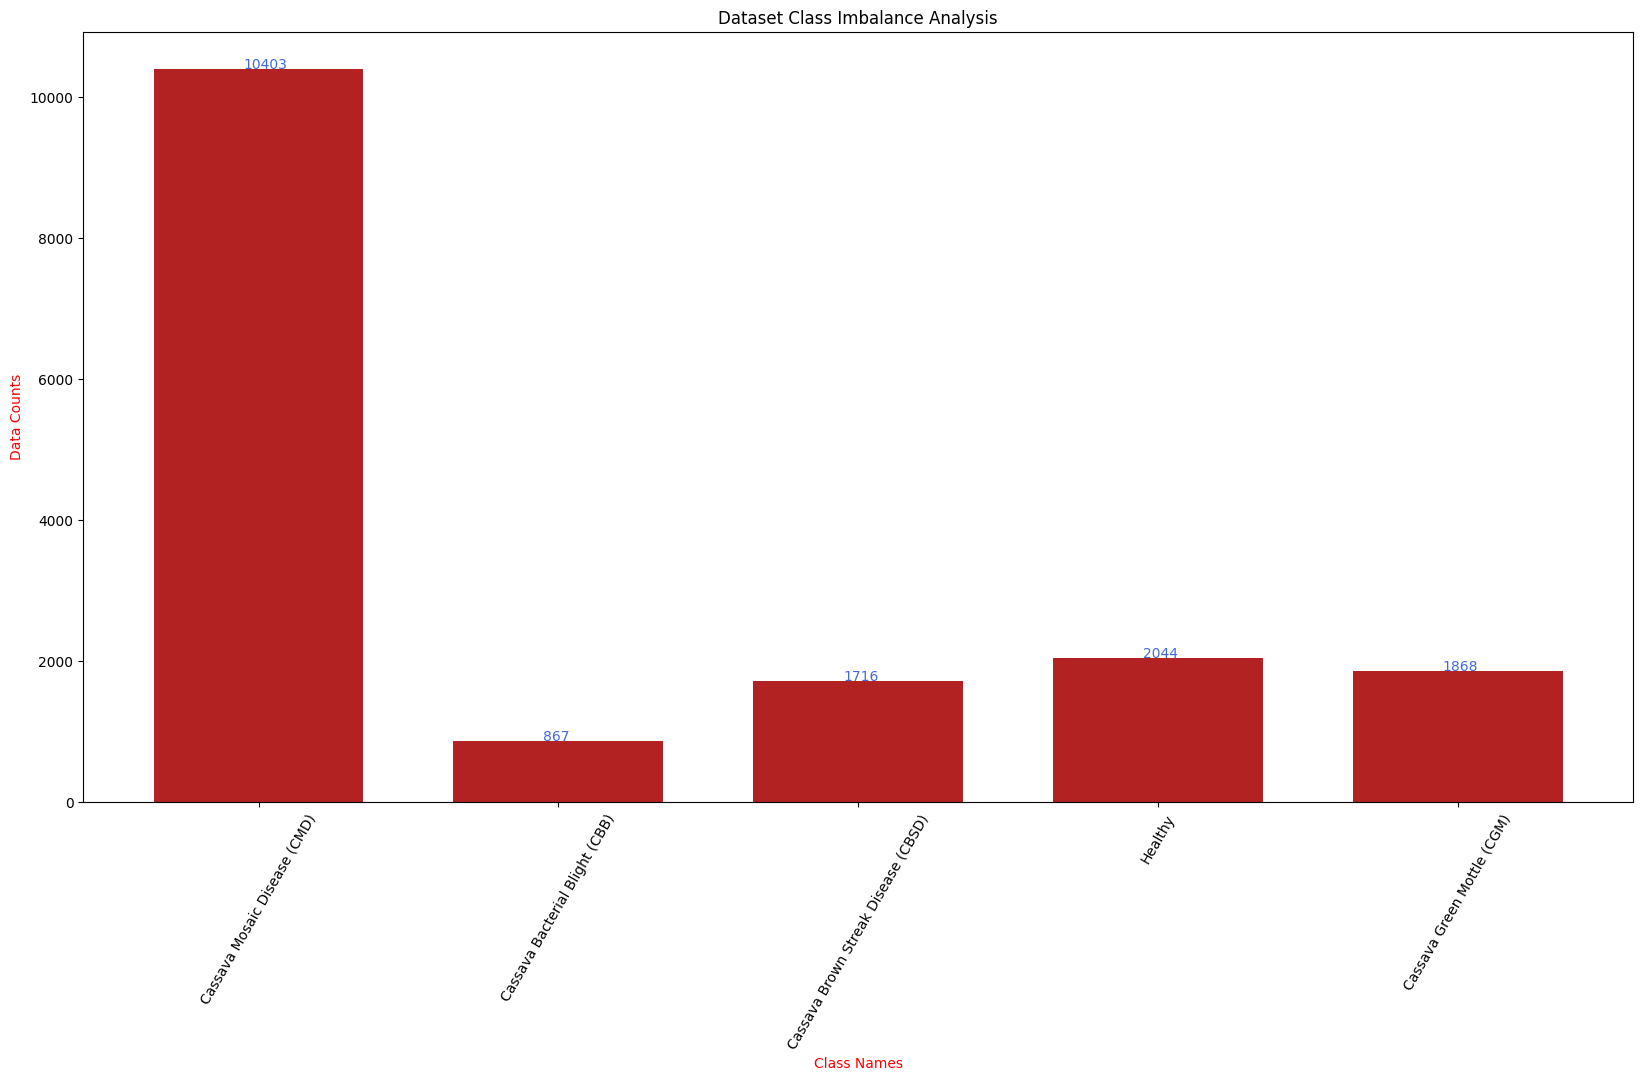 Dataset Class Imbalance Analysis
Data Counts
10000
8000
6000
4000
2000
0
10403
867
1716
2044
1868
Cassava Mosaic Disease (CMD)
Cassava Bacterial Blight (CBB)
Cassava Brown Streak Disease (CBSD)
Healthy
Cassava Green Mottle (CGM)
Class Names